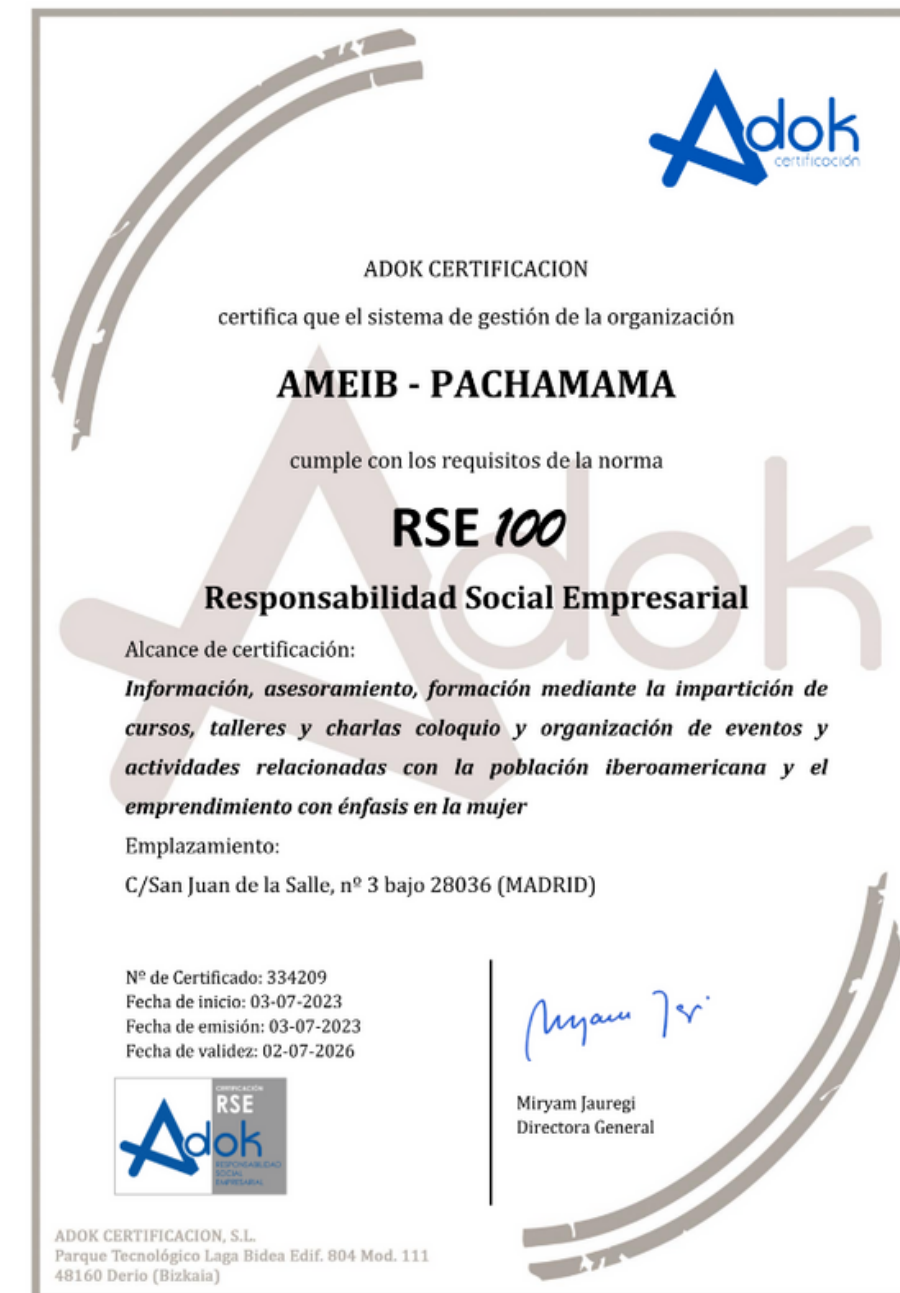 Adok
certificación
ADOK CERTIFICACION
certifica que el sistema de gestión de la organización
AMEIB - PACHAMAMA
cumple con los requisitos de la norma
RSE 100
Responsabilidad Social Empresarial
Alcance de certificación:
Información, asesoramiento, formación mediante la impartición de
cursos, talleres y charlas coloquio y organización de eventos y
actividades relacionadas con la población iberoamericana y el
emprendimiento con énfasis en la mujer
Emplazamiento:
C/San Juan de la Salle, nº 3 bajo 28036 (MADRID)
Nº de Certificado: 334209
Fecha de inicio: 03-07-2023
Fecha de emisión: 03-07-2023
Fecha de validez: 02-07-2026
CERTIFICACIÓN
RSE
Adok
RESPONSABILIDAD
SOCIAL
EMPRESARIAL
Miryam Jauregi
Directora General
ADOK CERTIFICACION, S.L.
Parque Tecnológico Laga Bidea Edif. 804 Mod. 111
48160 Derio (Bizkaia)